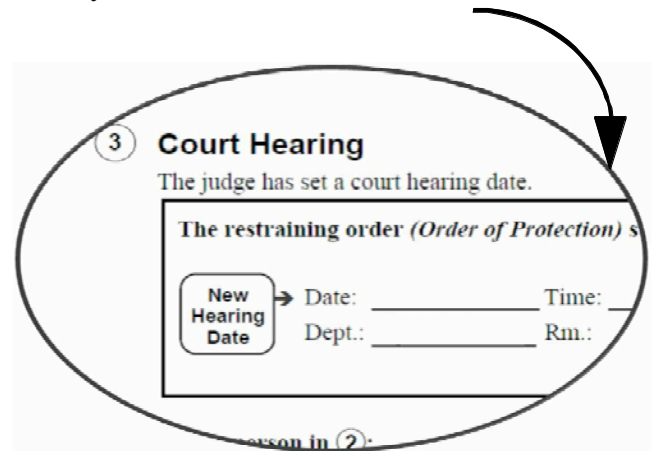 3 Court Hearing
The judge has set a court hearing date.
The restraining order (Order of Protection) s
New Hearing Date
Date: Time:
Dept.: Rm.:
person in 2: